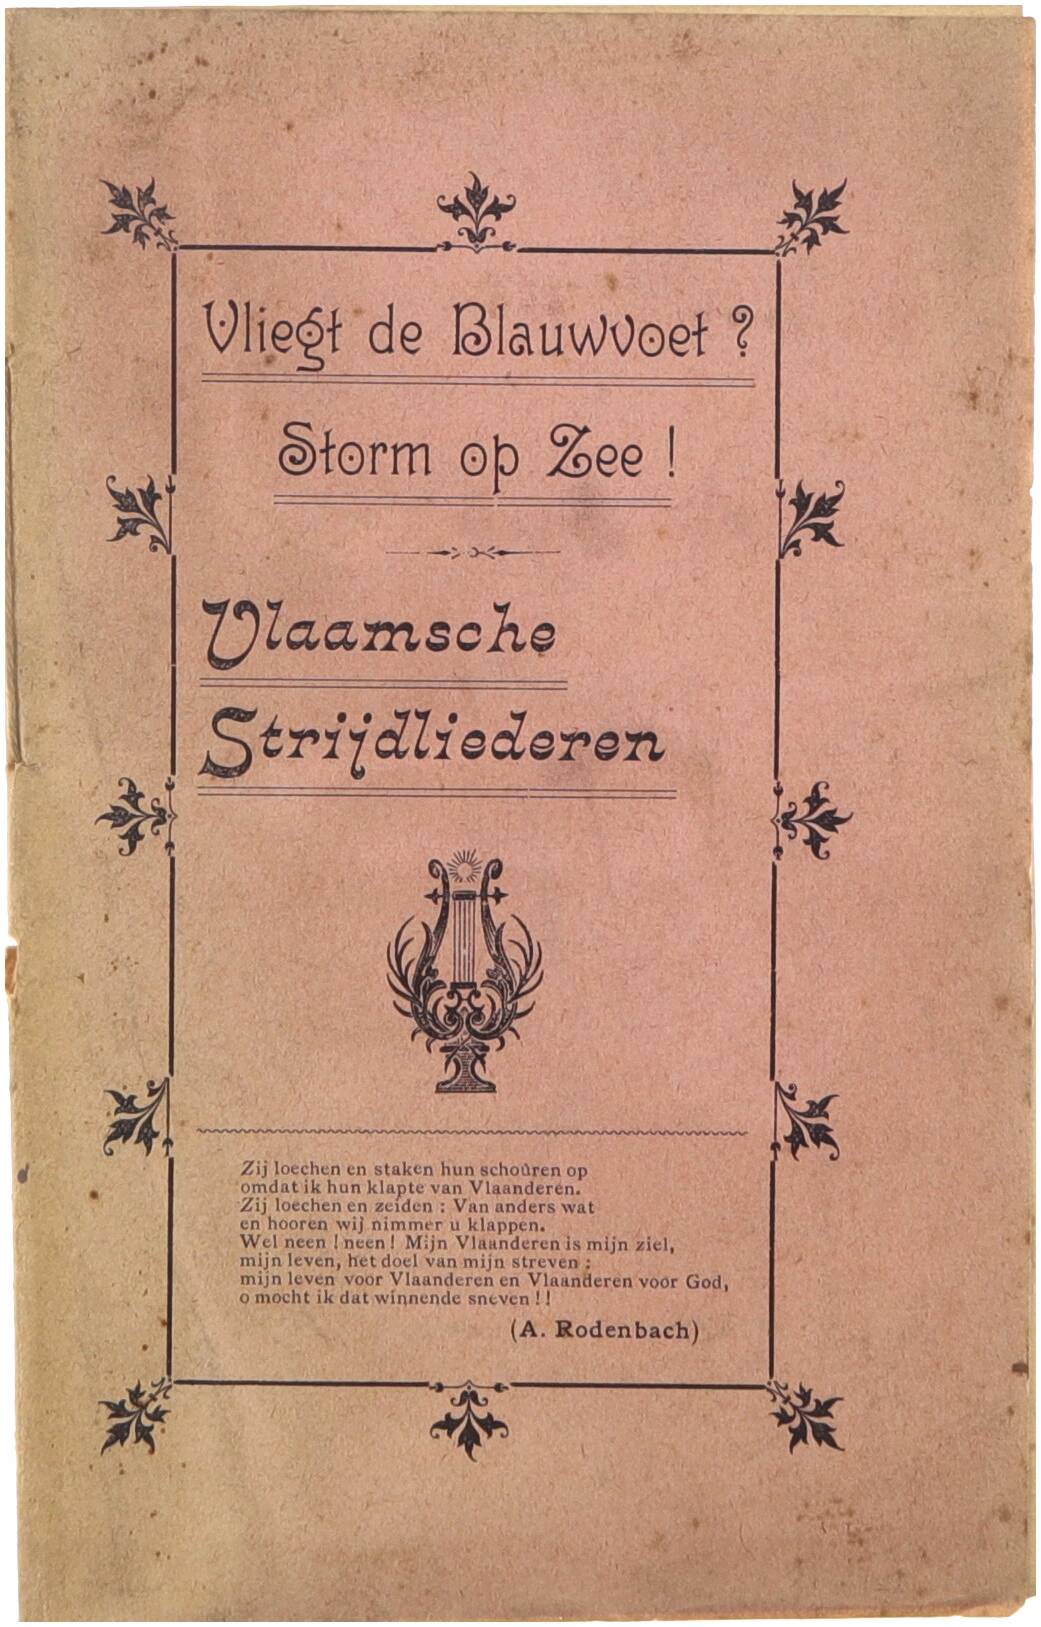 Vliegt de Blauwvoet ?
Storm op Zee !
Vlaamsche
Strijdliederen
Zij loechen en staken hun schoûren op
omdat ik hun klapte van Vlaanderen.
Zij loechen en zeiden : Van anders wat
en hooren wij nimmer u klappen.
Wel neen ! neen ! Mijn Vlaanderen is mijn ziel,
mijn leven, het doel van mijn streven :
mijn leven voor Vlaanderen en Vlaanderen voor God,
o mocht ik dat winnende sneven ! !
(A. Rodenbach)